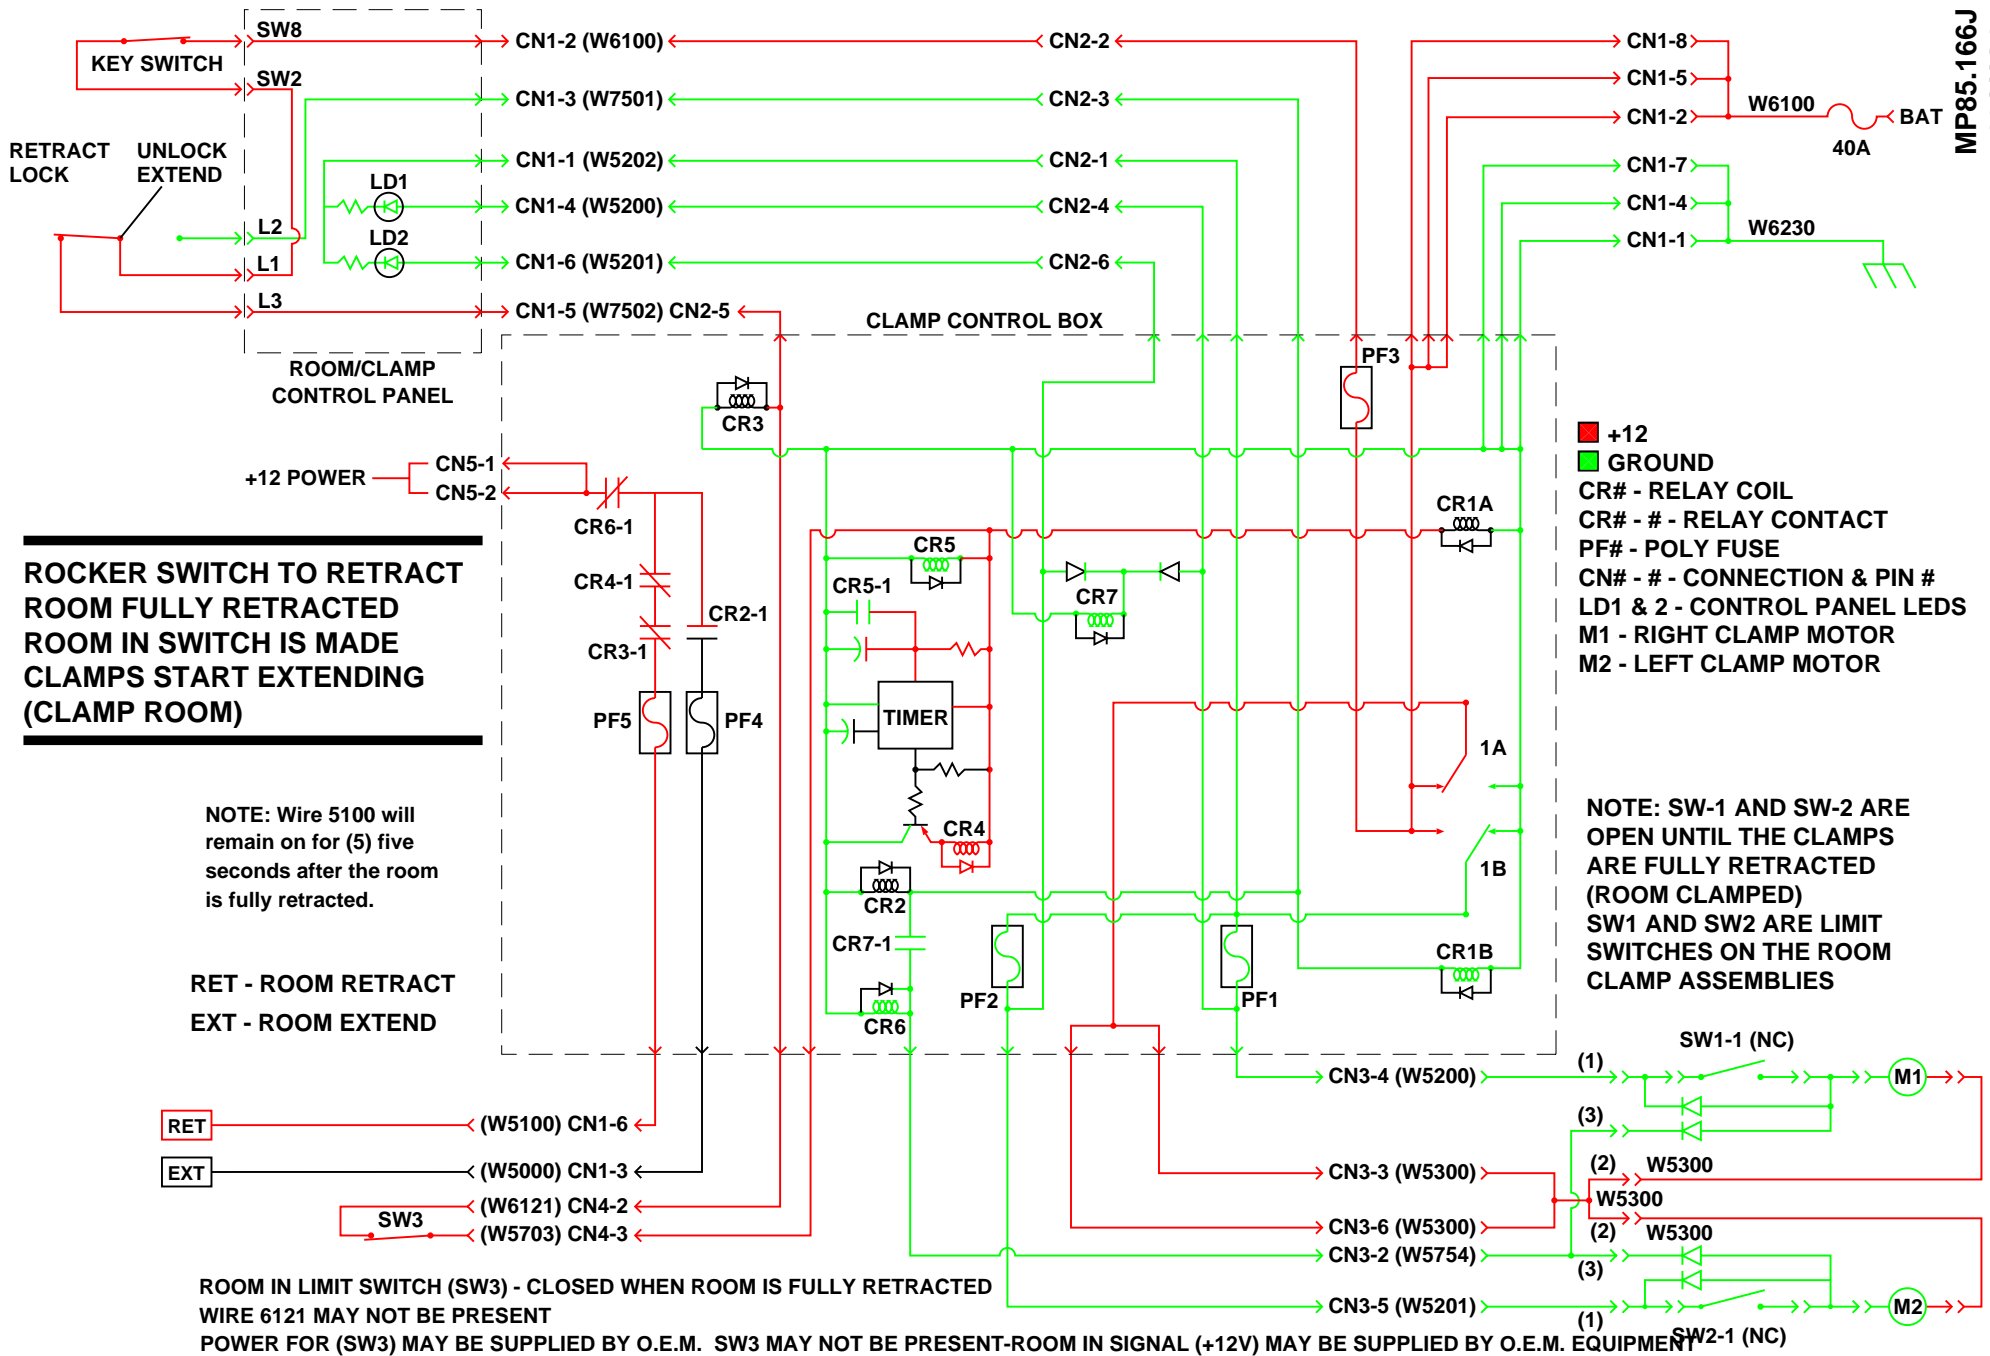 SW8
CN1-2 (W6100)
CN2-2
CN1-8
KEY SWITCH
SW2
CN1-5
CN1-3 (W7501)
CN2-3
W6100
CN1-2
BAT
MP85.166J
40A
RETRACT
LOCK
UNLOCK
EXTEND
CN1-1 (W5202)
CN2-1
CN1-7
LD1
CN1-4 (W5200)
CN2-4
CN1-4
L2
LD2
W6230
CN1-1
L1
CN1-6 (W5201)
CN2-6
L3
CN1-5 (W7502) CN2-5
CLAMP CONTROL BOX
ROOM/CLAMP
CONTROL PANEL
PF3
CR3
+12 POWER
CN5-1
CN5-2
CR6-1
+12
GROUND
CR# - RELAY COIL
CR# - # - RELAY CONTACT
PF# - POLY FUSE
CN# - # - CONNECTION & PIN #
LD1 & 2 - CONTROL PANEL LEDS
M1 - RIGHT CLAMP MOTOR
M2 - LEFT CLAMP MOTOR
CR1A
ROCKER SWITCH TO RETRACT
ROOM FULLY RETRACTED
ROOM IN SWITCH IS MADE
CLAMPS START EXTENDING
(CLAMP ROOM)
CR5
CR4-1
CR5-1
CR7
CR2-1
CR3-1
PF5
PF4
TIMER
1A
NOTE: Wire 5100 will
remain on for (5) five
seconds after the room
is fully retracted.
CR4
1B
NOTE: SW-1 AND SW-2 ARE
OPEN UNTIL THE CLAMPS
ARE FULLY RETRACTED
(ROOM CLAMPED)
SW1 AND SW2 ARE LIMIT
SWITCHES ON THE ROOM
CLAMP ASSEMBLIES
CR2
CR7-1
CR1B
RET - ROOM RETRACT
EXT - ROOM EXTEND
PF2
PF1
CR6
SW1-1 (NC)
(1)
CN3-4 (W5200)
M1
(3)
RET
(W5100) CN1-6
EXT
(W5000) CN1-3
CN3-3 (W5300)
(2)
W5300
W5300
(W6121) CN4-2
SW3
(W5703) CN4-3
CN3-6 (W5300)
(2)
W5300
CN3-2 (W5754)
(3)
ROOM IN LIMIT SWITCH (SW3) - CLOSED WHEN ROOM IS FULLY RETRACTED
CN3-5 (W5201)
M2
WIRE 6121 MAY NOT BE PRESENT
(1)
SW2-1 (NC)
POWER FOR (SW3) MAY BE SUPPLIED BY O.E.M. SW3 MAY NOT BE PRESENT-ROOM IN SIGNAL (+12V) MAY BE SUPPLIED BY O.E.M. EQUIPMENT